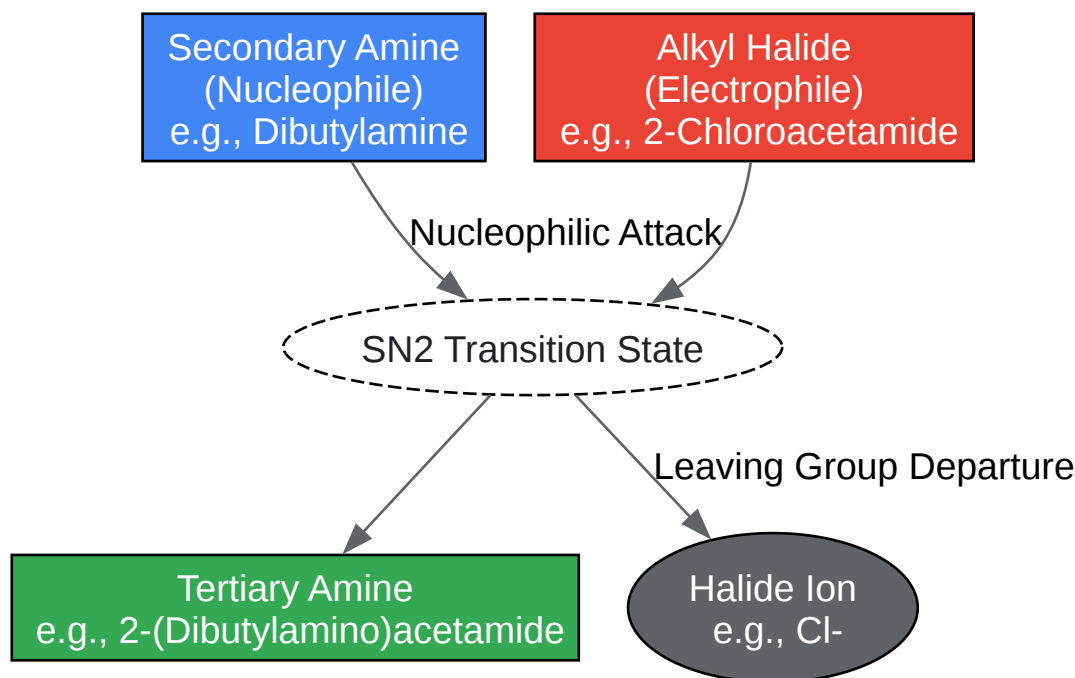 Secondary Amine
(Nucleophile)
e.g., Dibutylamine
Alkyl Halide
(Electrophile)
e.g., 2-Chloroacetamide
Nucleophilic Attack
SN2 Transition State
Leaving Group Departure
Tertiary Amine
e.g., 2-(Dibutylamino)acetamide
Halide Ion
e.g., Cl-